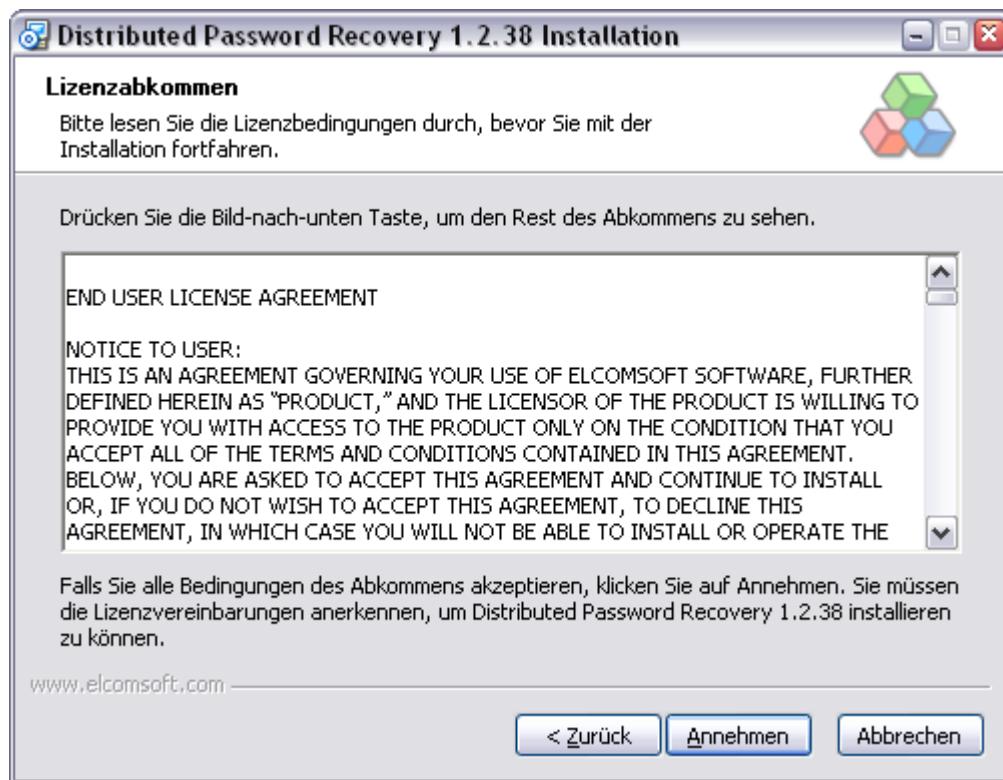 Distributed Password Recovery 1.2.38 Installation
Lizenzabkommen
Bitte lesen Sie die Lizenzbedingungen durch, bevor Sie mit der
Installation fortfahren.
Drücken Sie die Bild-nach-unten Taste, um den Rest des Abkommens zu sehen.
END USER LICENSE AGREEMENT
NOTICE TO USER:
THIS IS AN AGREEMENT GOVERNING YOUR USE OF ELCOMSOFT SOFTWARE, FURTHER
DEFINED HEREIN AS "PRODUCT," AND THE LICENSOR OF THE PRODUCT IS WILLING TO
PROVIDE YOU WITH ACCESS TO THE PRODUCT ONLY ON THE CONDITION THAT YOU
ACCEPT ALL OF THE TERMS AND CONDITIONS CONTAINED IN THIS AGREEMENT.
BELOW, YOU ARE ASKED TO ACCEPT THIS AGREEMENT AND CONTINUE TO INSTALL
OR, IF YOU DO NOT WISH TO ACCEPT THIS AGREEMENT, TO DECLINE THIS
AGREEMENT, IN WHICH CASE YOU WILL NOT BE ABLE TO INSTALL OR OPERATE THE
Falls Sie alle Bedingungen des Abkommens akzeptieren, klicken Sie auf Annehmen. Sie müssen
die Lizenzvereinbarungen anerkennen, um Distributed Password Recovery 1.2.38 installieren
zu können.
www.elcomsoft.com
< Zurück
Annehmen
Abbrechen